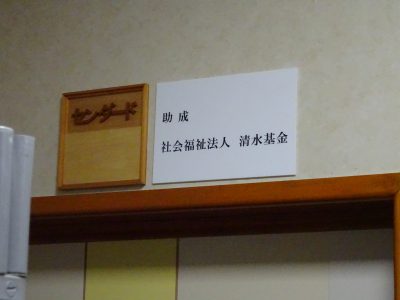 センダード
助成
社会福祉法人 清水基金